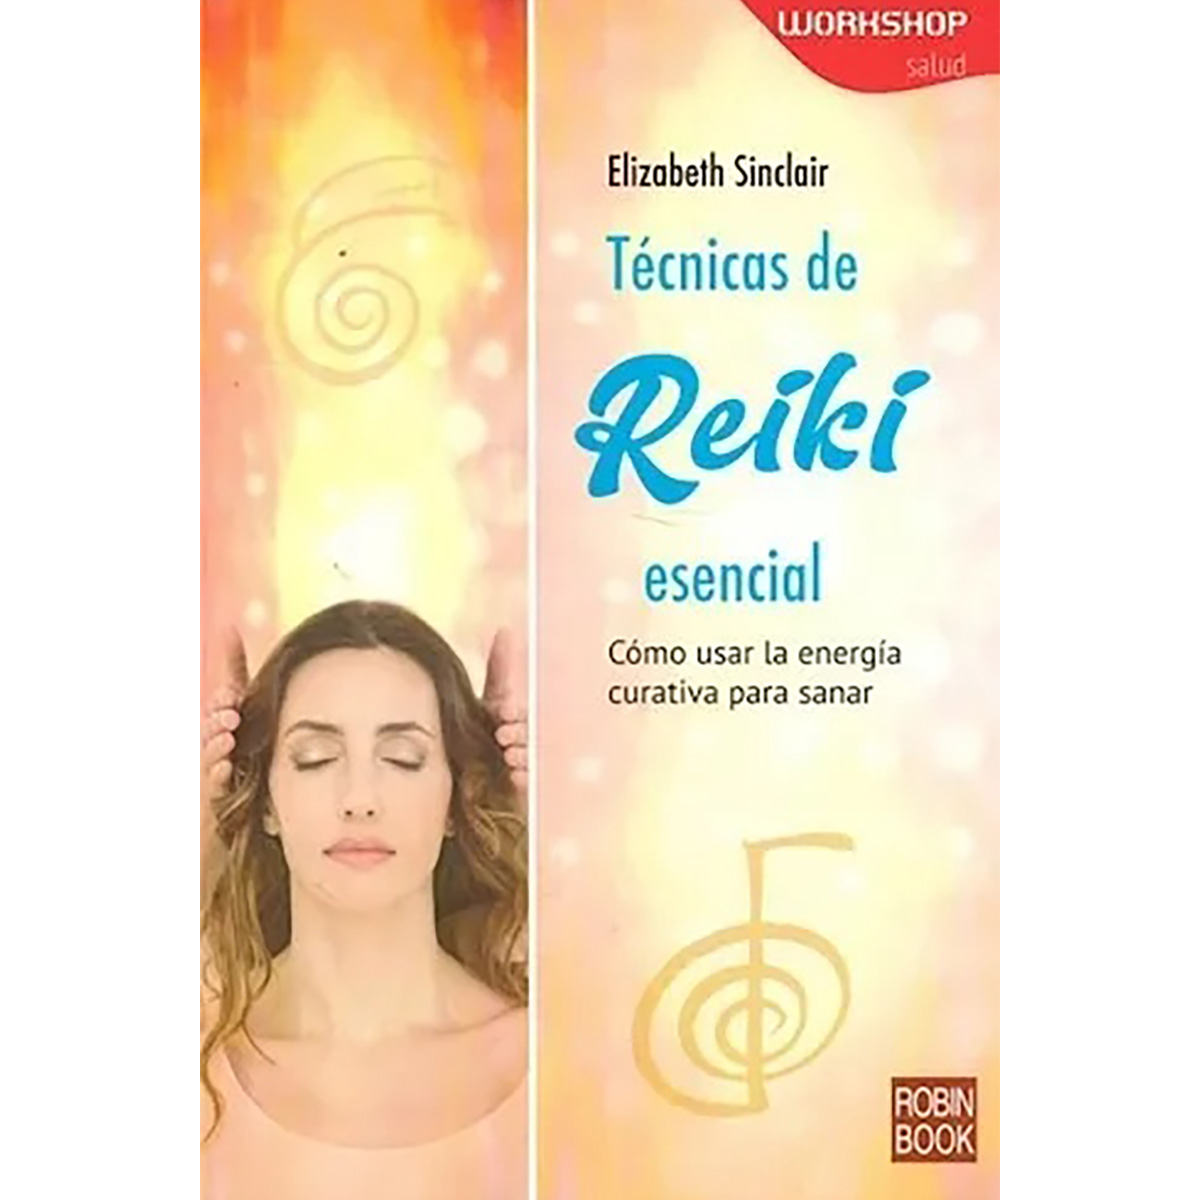 WORKSHOP
salud
Elizabeth Sinclair
Técnicas de
Reiki
esencial
Cómo usar la energía
curativa para sanar
ROBIN
BOOK